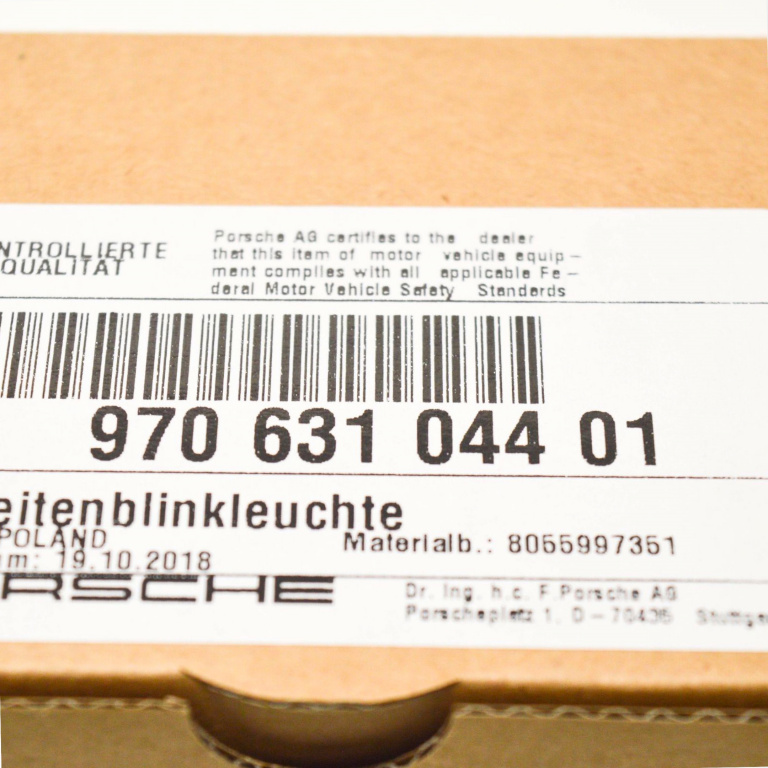 NTROLLIERTE
QUALITÄT
Porsche AG certifies to the dealer
that this item of motor vehicle equip-
ment complies with all applicable Fe-
deral Motor Vehicle Safety Standards
970 631 044 01
eitenblinkleuchte
POLAND
um: 19.10.2018
Materialb.: 8055997351
RSCHE
Dr. Ing. h.c. F.Porsche AG
Porscheplatz 1, D-70435 Stuttga